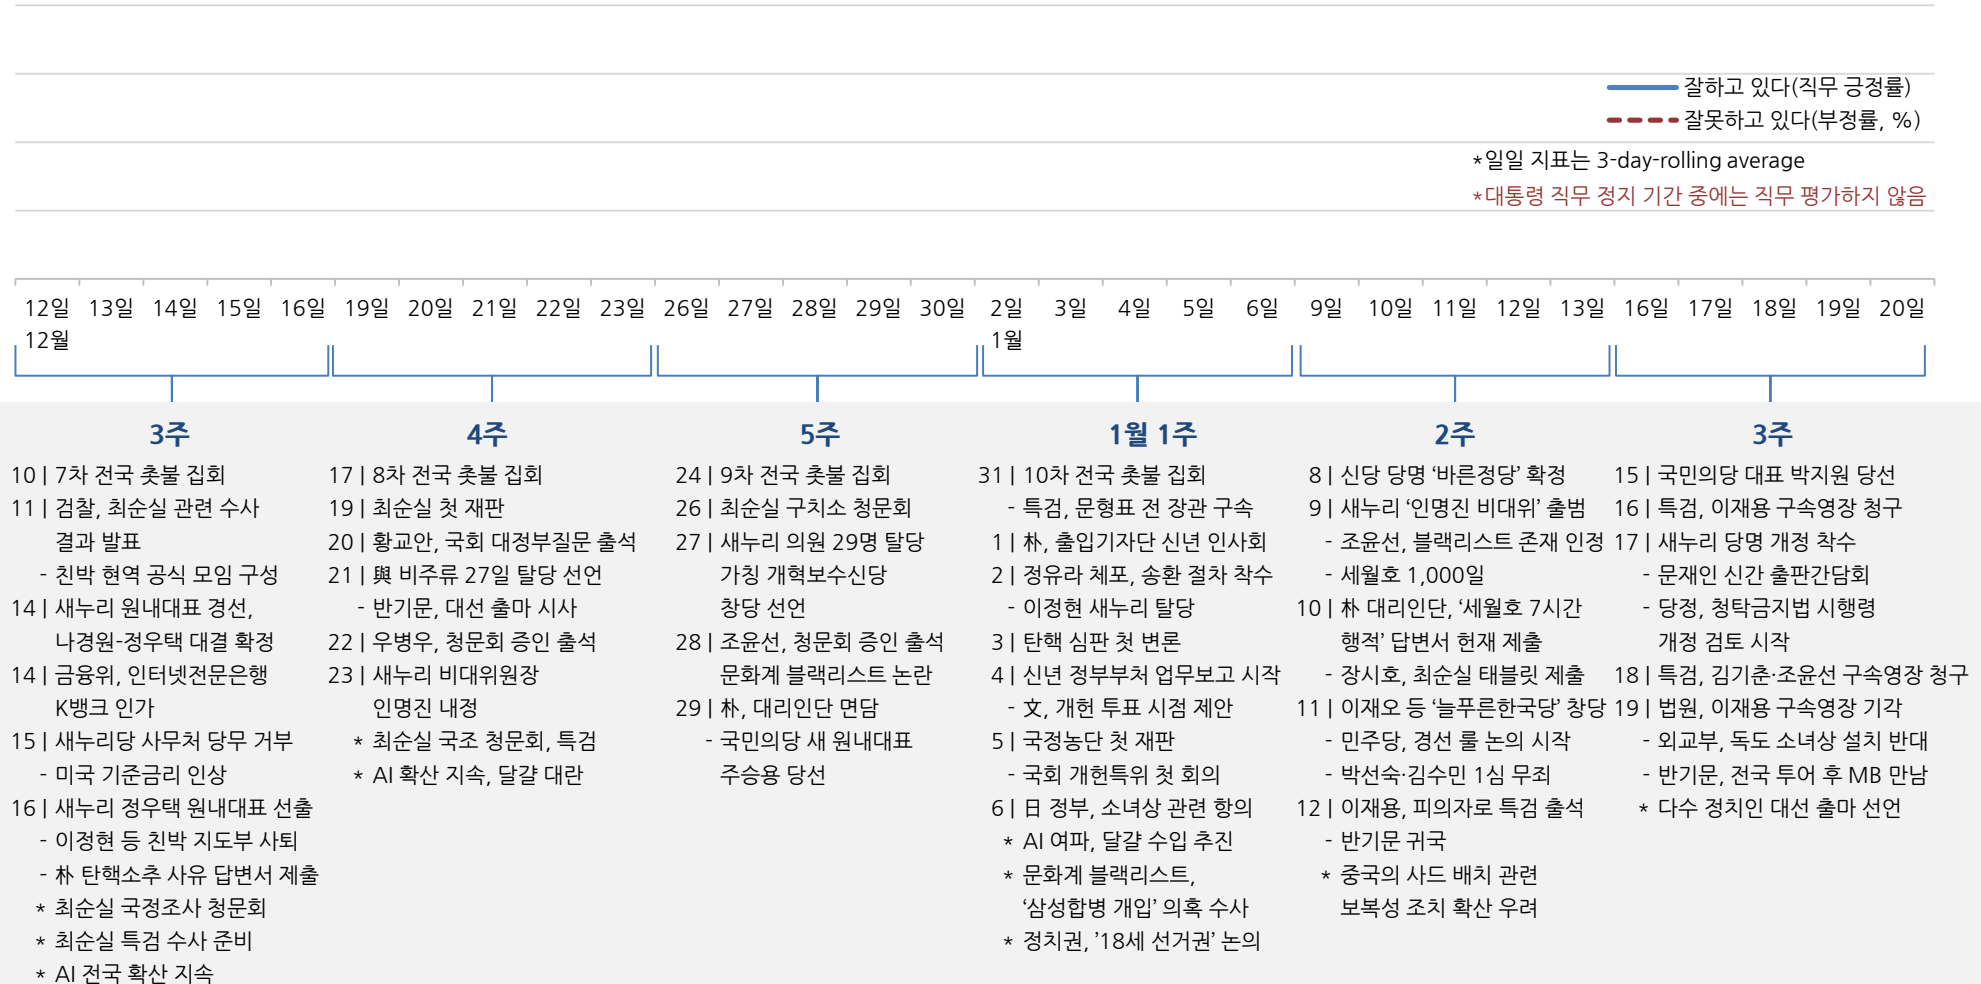 잘하고 있다(직무 긍정률)
잘못하고 있다(부정률, %)
*일일 지표는 3-day-rolling average
*대통령 직무 정지 기간 중에는 직무 평가하지 않음
12일 13일 14일 15일 16일 19일 20일 21일 22일 23일 26일 27일 28일 29일 30일 2일 3일 4일 5일 6일 9일 10일 11일 12일 13일 16일 17일 18일 19일 20일
12월 1월
3주
10 | 7차 전국 촛불 집회
11 | 검찰, 최순실 관련 수사
결과 발표
- 친박 현역 공식 모임 구성
14 | 새누리 원내대표 경선,
나경원-정우택 대결 확정
14 | 금융위, 인터넷전문은행
K뱅크 인가
15 | 새누리당 사무처 당무 거부
- 미국 기준금리 인상
16 | 새누리 정우택 원내대표 선출
- 이정현 등 친박 지도부 사퇴
- 朴 탄핵소추 사유 답변서 제출
* 최순실 국정조사 청문회
* 최순실 특검 수사 준비
* AI 전국 확산 지속
4주
17 | 8차 전국 촛불 집회
19 | 최순실 첫 재판
20 | 황교안, 국회 대정부질문 출석
21 | 與 비주류 27일 탈당 선언
- 반기문, 대선 출마 시사
22 | 우병우, 청문회 증인 출석
23 | 새누리 비대위원장
인명진 내정
* 최순실 국조 청문회, 특검
* AI 확산 지속, 달걀 대란
5주
24 | 9차 전국 촛불 집회
26 | 최순실 구치소 청문회
27 | 새누리 의원 29명 탈당
가칭 개혁보수신당
창당 선언
28 | 조윤선, 청문회 증인 출석
문화계 블랙리스트 논란
29 | 朴, 대리인단 면담
- 국민의당 새 원내대표
주승용 당선
1월 1주
31 | 10차 전국 촛불 집회
- 특검, 문형표 전 장관 구속
1 | 朴, 출입기자단 신년 인사회
2 | 정유라 체포, 송환 절차 착수
- 이정현 새누리 탈당
3 | 탄핵 심판 첫 변론
4 | 신년 정부부처 업무보고 시작
- 文, 개헌 투표 시점 제안
5 | 국정농단 첫 재판
- 국회 개헌특위 첫 회의
6 | 日 정부, 소녀상 관련 항의
* AI 여파, 달걀 수입 추진
* 문화계 블랙리스트,
‘삼성합병 개입’ 의혹 수사
* 정치권, ’18세 선거권’ 논의
2주
8 | 신당 당명 ‘바른정당’ 확정
9 | 새누리 ‘인명진 비대위’ 출범
- 조윤선, 블랙리스트 존재 인정
- 세월호 1,000일
10 | 朴 대리인단, ‘세월호 7시간
행적’ 답변서 헌재 제출
- 장시호, 최순실 태블릿 제출
11 | 이재오 등 ‘늘푸른한국당’ 창당
- 민주당, 경선 룰 논의 시작
- 박선숙·김수민 1심 무죄
12 | 이재용, 피의자로 특검 출석
- 반기문 귀국
* 중국의 사드 배치 관련
보복성 조치 확산 우려
3주
15 | 국민의당 대표 박지원 당선
16 | 특검, 이재용 구속영장 청구
17 | 새누리 당명 개정 착수
- 문재인 신간 출판간담회
- 당정, 청탁금지법 시행령
개정 검토 시작
18 | 특검, 김기춘·조윤선 구속영장 청구
19 | 법원, 이재용 구속영장 기각
- 외교부, 독도 소녀상 설치 반대
- 반기문, 전국 투어 후 MB 만남
* 다수 정치인 대선 출마 선언